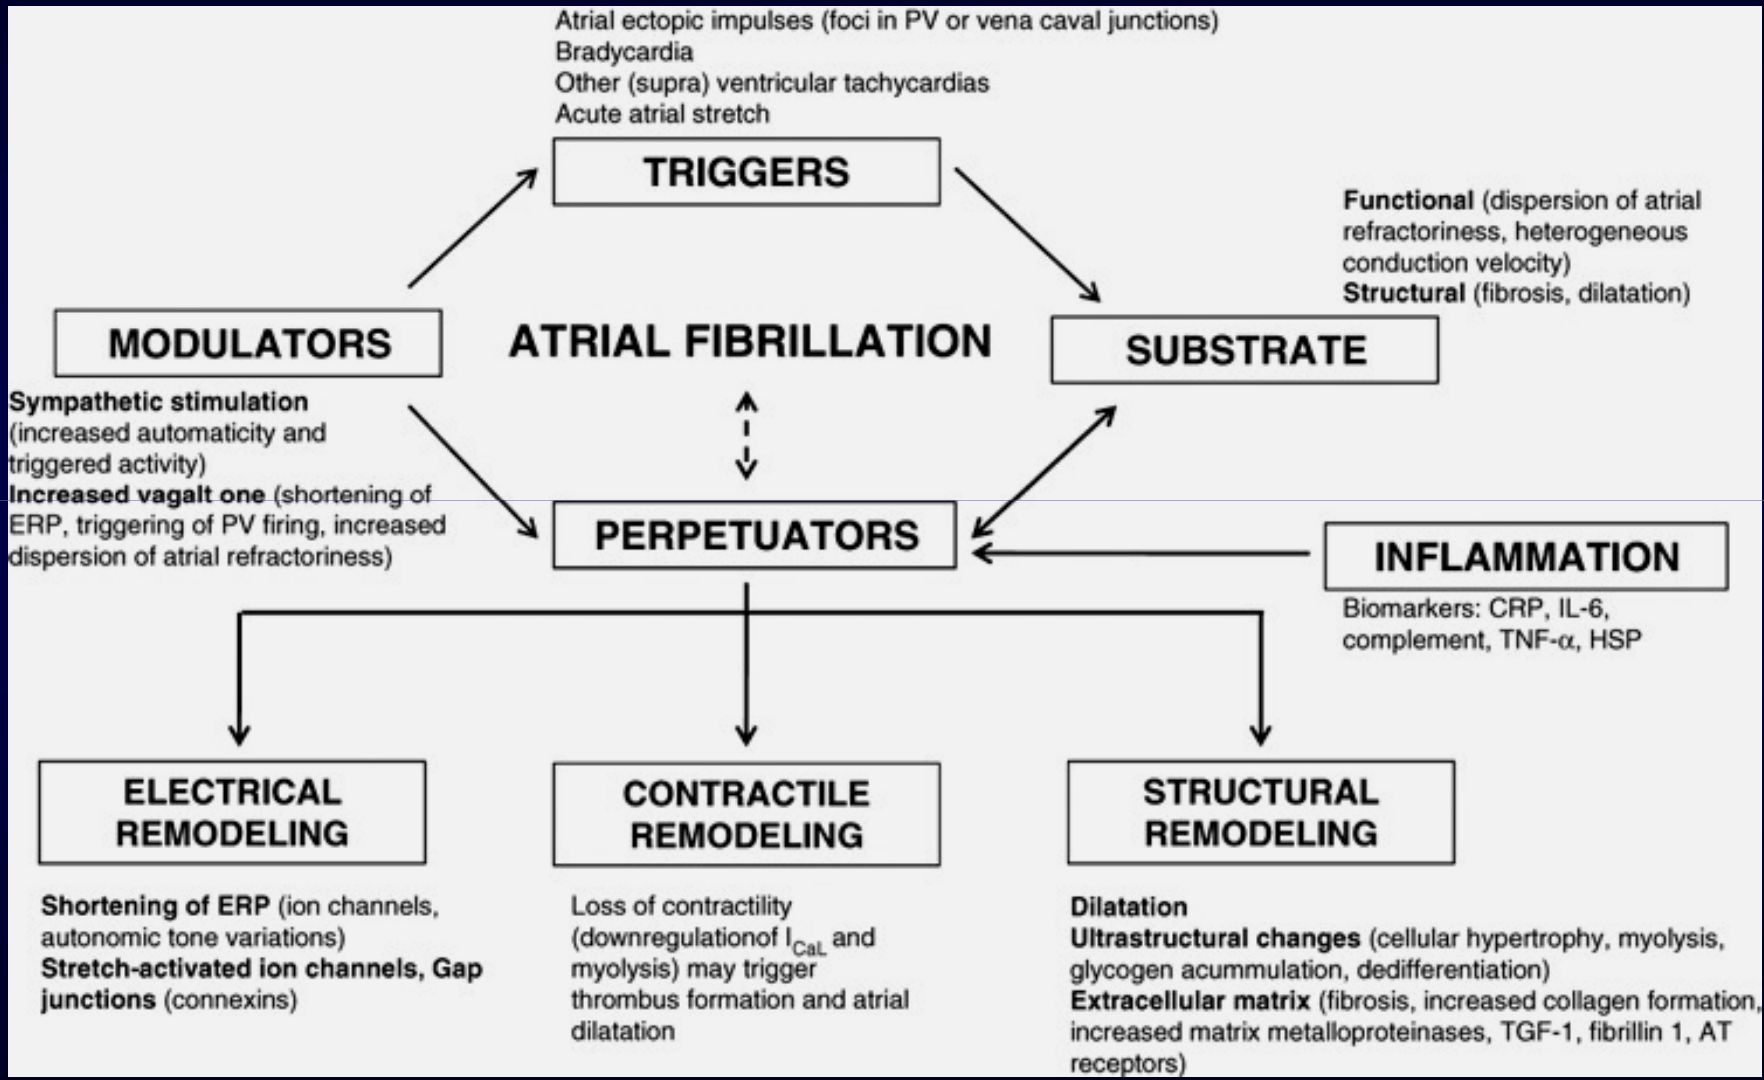 Atrial ectopic impulses (foci in PV or vena caval junctions)
Bradycardia
Other (supra) ventricular tachycardias
Acute atrial stretch
TRIGGERS
Functional (dispersion of atrial
refractoriness, heterogeneous
conduction velocity)
Structural (fibrosis, dilatation)
MODULATORS
ATRIAL FIBRILLATION
SUBSTRATE
Sympathetic stimulation
(increased automaticity and
triggered activity)
Increased vagalt one (shortening of
ERP, triggering of PV firing, increased
dispersion of atrial refractoriness)
PERPETUATORS
INFLAMMATION
Biomarkers: CRP, IL-6,
complement, TNF-α, HSP
ELECTRICAL
REMODELING
Shortening of ERP (ion channels,
autonomic tone variations)
Stretch-activated ion channels, Gap
junctions (connexins)
CONTRACTILE
REMODELING
Loss of contractility
(downregulationof ICaL and
myolysis) may trigger
thrombus formation and atrial
dilatation
STRUCTURAL
REMODELING
Dilatation
Ultrastructural changes (cellular hypertrophy, myolysis,
glycogen acummulation, dedifferentiation)
Extracellular matrix (fibrosis, increased collagen formation,
increased matrix metalloproteinases, TGF-1, fibrillin 1, AT
receptors)